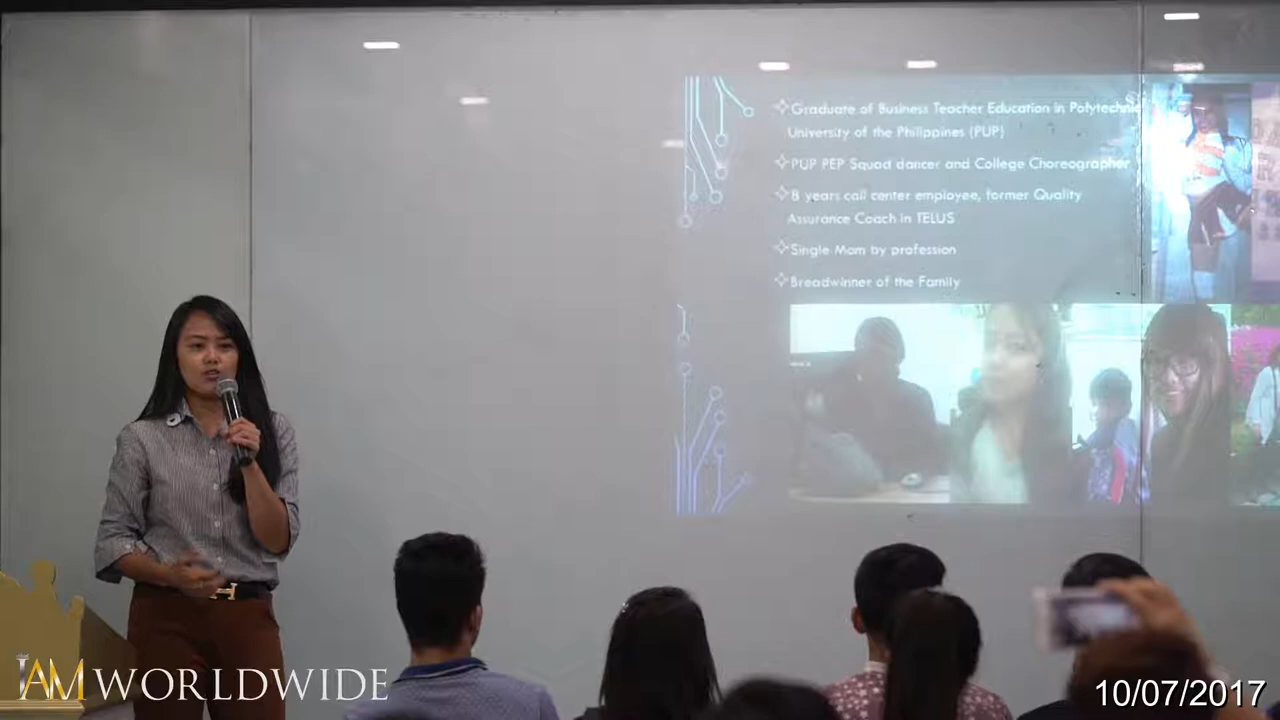 Graduate of Business Teacher Education in Polytechnic
University of the Philippines (PUP)
PUP PEP Squad dancer and College Choreographer
8 years call center employee, former Quality
Assurance Coach in TELUS
Single Mom by profession
Breadwinner of the Family
IAM WORLDWIDE
10/07/2017